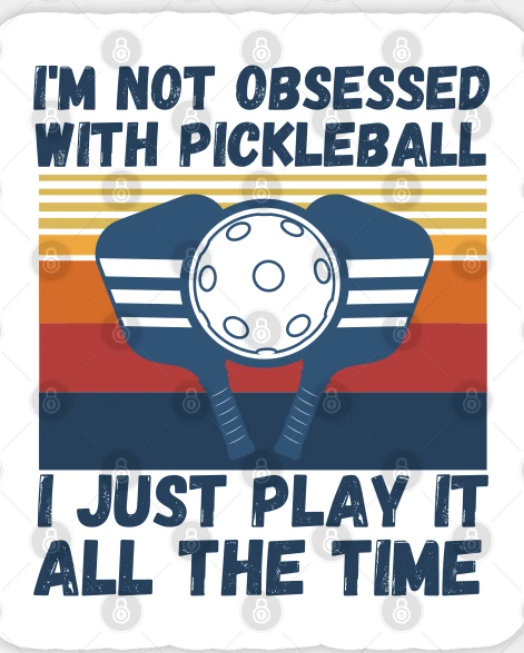 I'M NOT OBSESSED
WITH PICKLEBALL
I JUST PLAY IT
ALL THE TIME